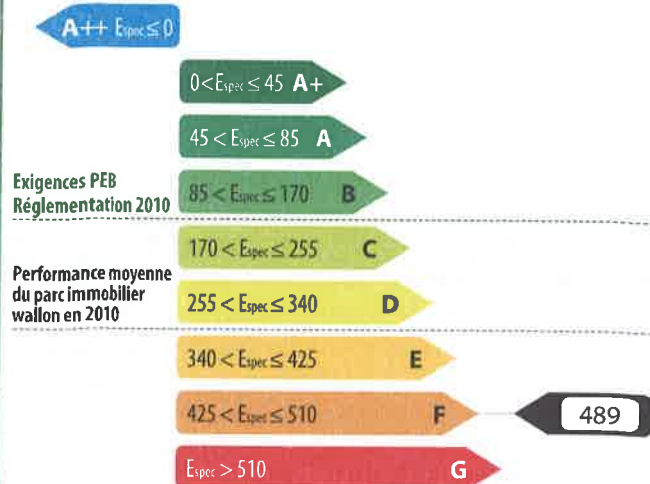 A++ Espec ≤ 0
0 < Espec ≤ 45 A+
45 < Espec ≤ 85 A
Exigences PEB
Réglementation 2010
85 < Espec ≤ 170 B
170 < Espec ≤ 255 C
Performance moyenne
du parc immobilier
wallon en 2010
255 < Espec ≤ 340 D
340 < Espec ≤ 425 E
425 < Espec ≤ 510 F
489
Espec > 510 G